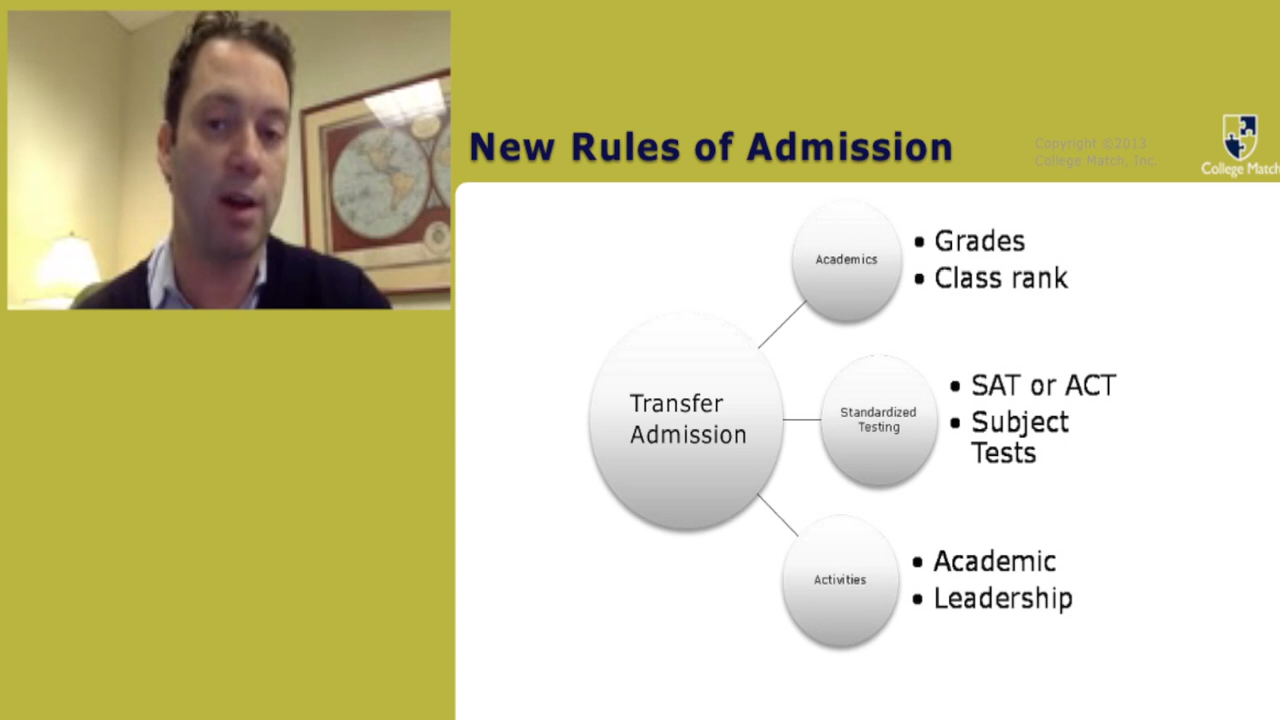 New Rules of Admission
Copyright ©2013
College Match, Inc.
College Match
Academics
• Grades
• Class rank
Transfer
Admission
Standardized
Testing
• SAT or ACT
• Subject
Tests
Activities
• Academic
• Leadership